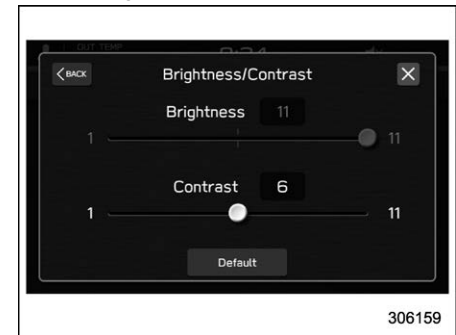 OUT TEMP
BACK
Brightness/Contrast
Brightness 11
1 11
Contrast 6
1 11
Default
306159